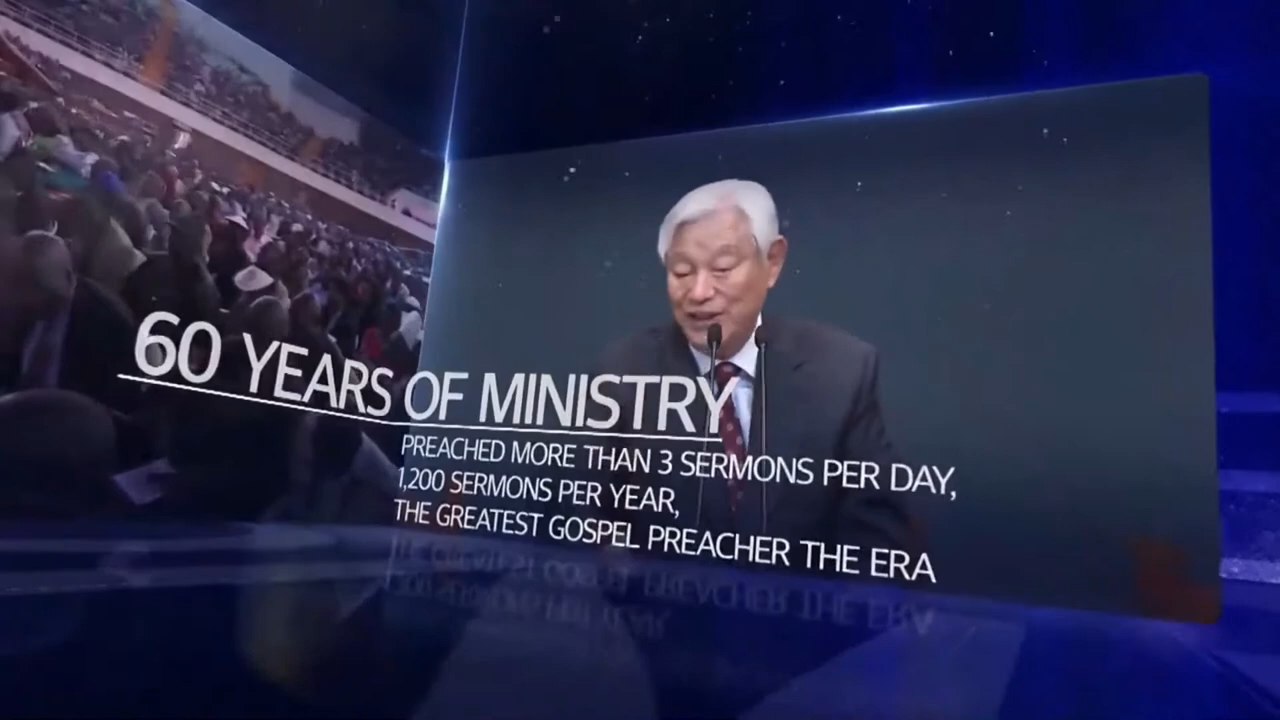 60 YEARS OF MINISTRY
PREACHED MORE THAN 3 SERMONS PER DAY,
1,200 SERMONS PER YEAR,
THE GREATEST GOSPEL PREACHER THE ERA